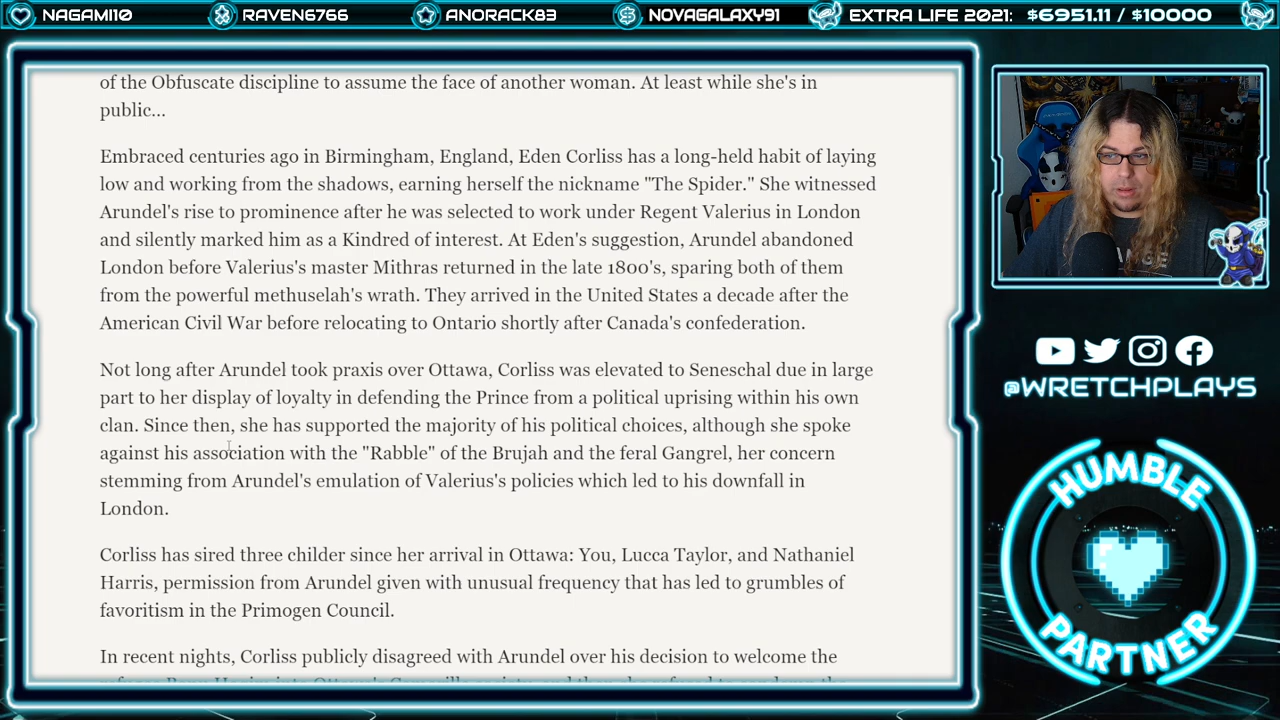 NAGAMI10
RAVEN6766
ANORACK83
NOVAGALAXY91
EXTRA LIFE 2021: $6951.11 / $10000
of the Obfuscate discipline to assume the face of another woman. At least while she's in
public...
Embraced centuries ago in Birmingham, England, Eden Corliss has a long-held habit of laying
low and working from the shadows, earning herself the nickname "The Spider." She witnessed
Arundel's rise to prominence after he was selected to work under Regent Valerius in London
and silently marked him as a Kindred of interest. At Eden's suggestion, Arundel abandoned
London before Valerius's master Mithras returned in the late 1800's, sparing both of them
from the powerful methuselah's wrath. They arrived in the United States a decade after the
American Civil War before relocating to Ontario shortly after Canada's confederation.
Not long after Arundel took praxis over Ottawa, Corliss was elevated to Seneschal due in large
part to her display of loyalty in defending the Prince from a political uprising within his own
clan. Since then, she has supported the majority of his political choices, although she spoke
against his association with the "Rabble" of the Brujah and the feral Gangrel, her concern
stemming from Arundel's emulation of Valerius's policies which led to his downfall in
London.
Corliss has sired three childer since her arrival in Ottawa: You, Lucca Taylor, and Nathaniel
Harris, permission from Arundel given with unusual frequency that has led to grumbles of
favoritism in the Primogen Council.
In recent nights, Corliss publicly disagreed with Arundel over his decision to welcome the
@WRETCHPLAYS
HUMBLE
PARTNER